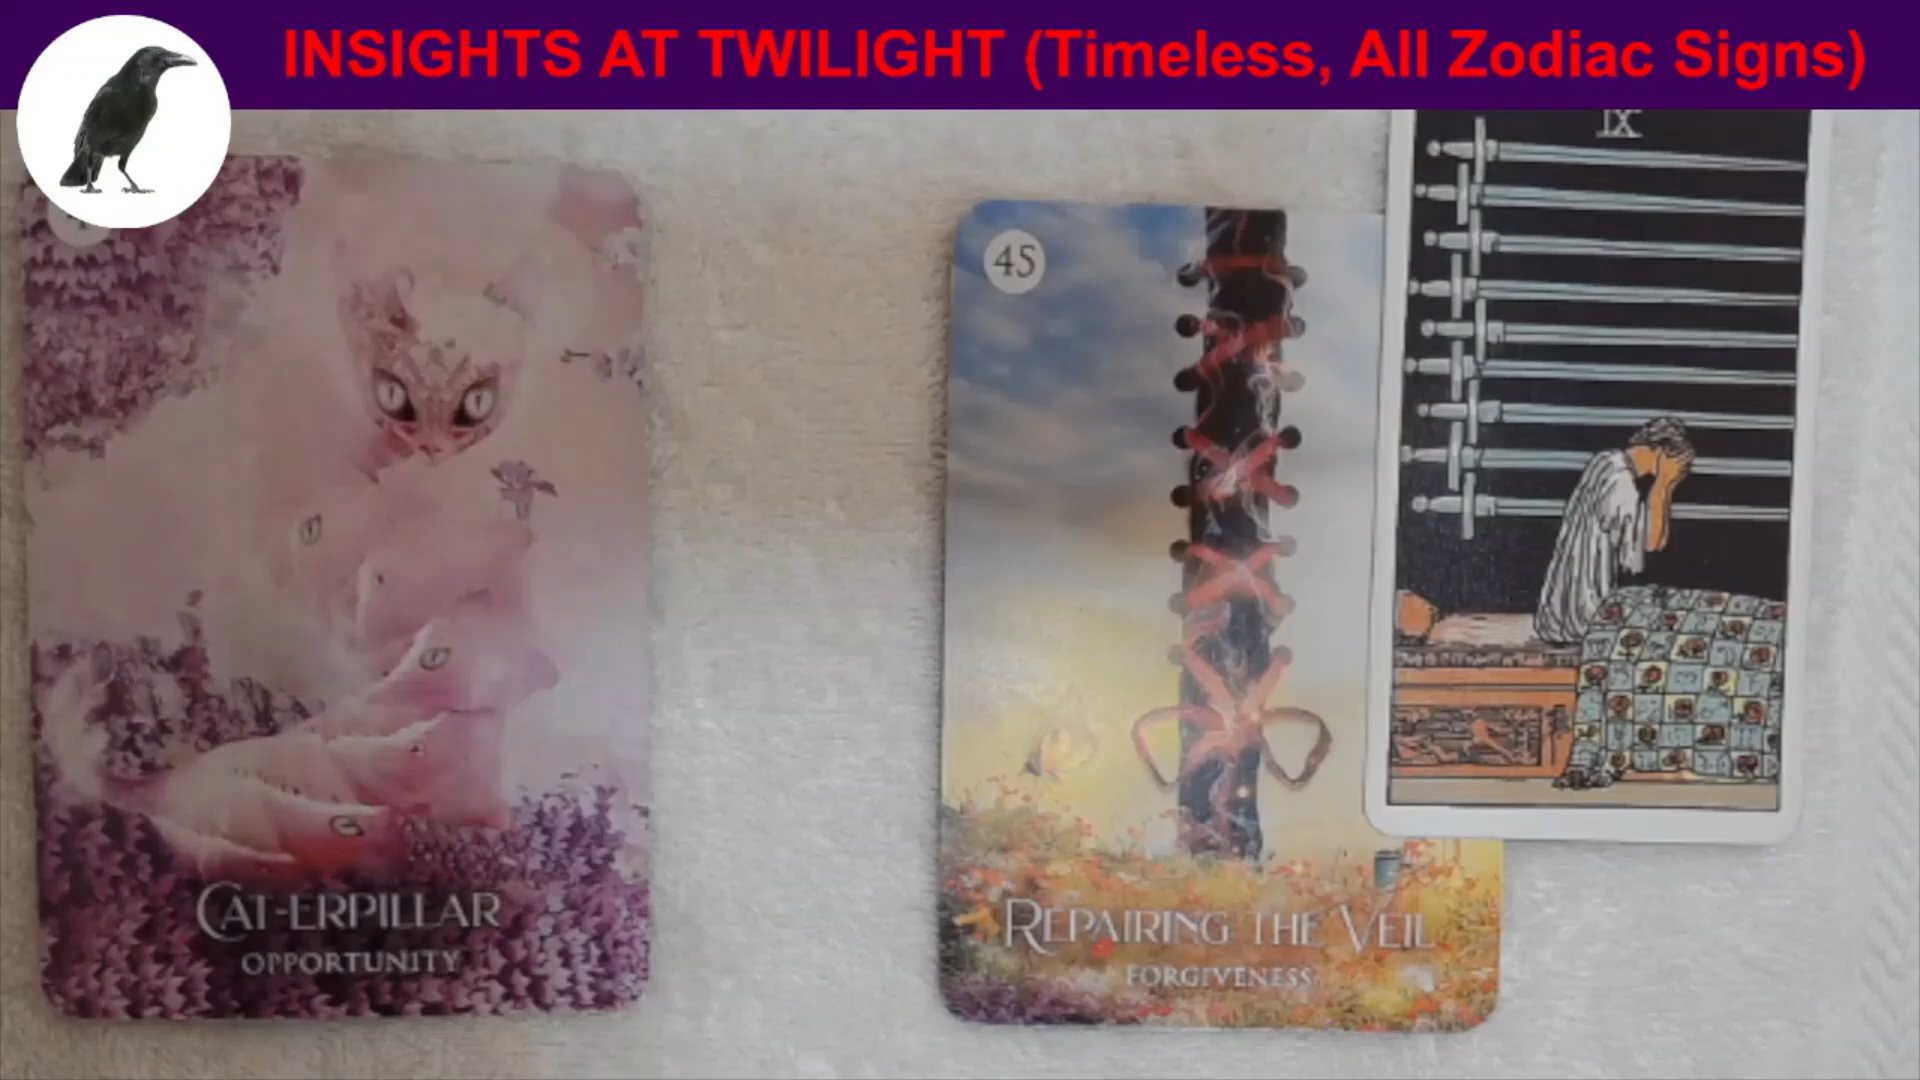 INSIGHTS AT TWILIGHT (Timeless, All Zodiac Signs)
IX
45
CAT-ERPILLAR
OPPORTUNITY
REPAIRING THE VEIL
FORGIVENESS